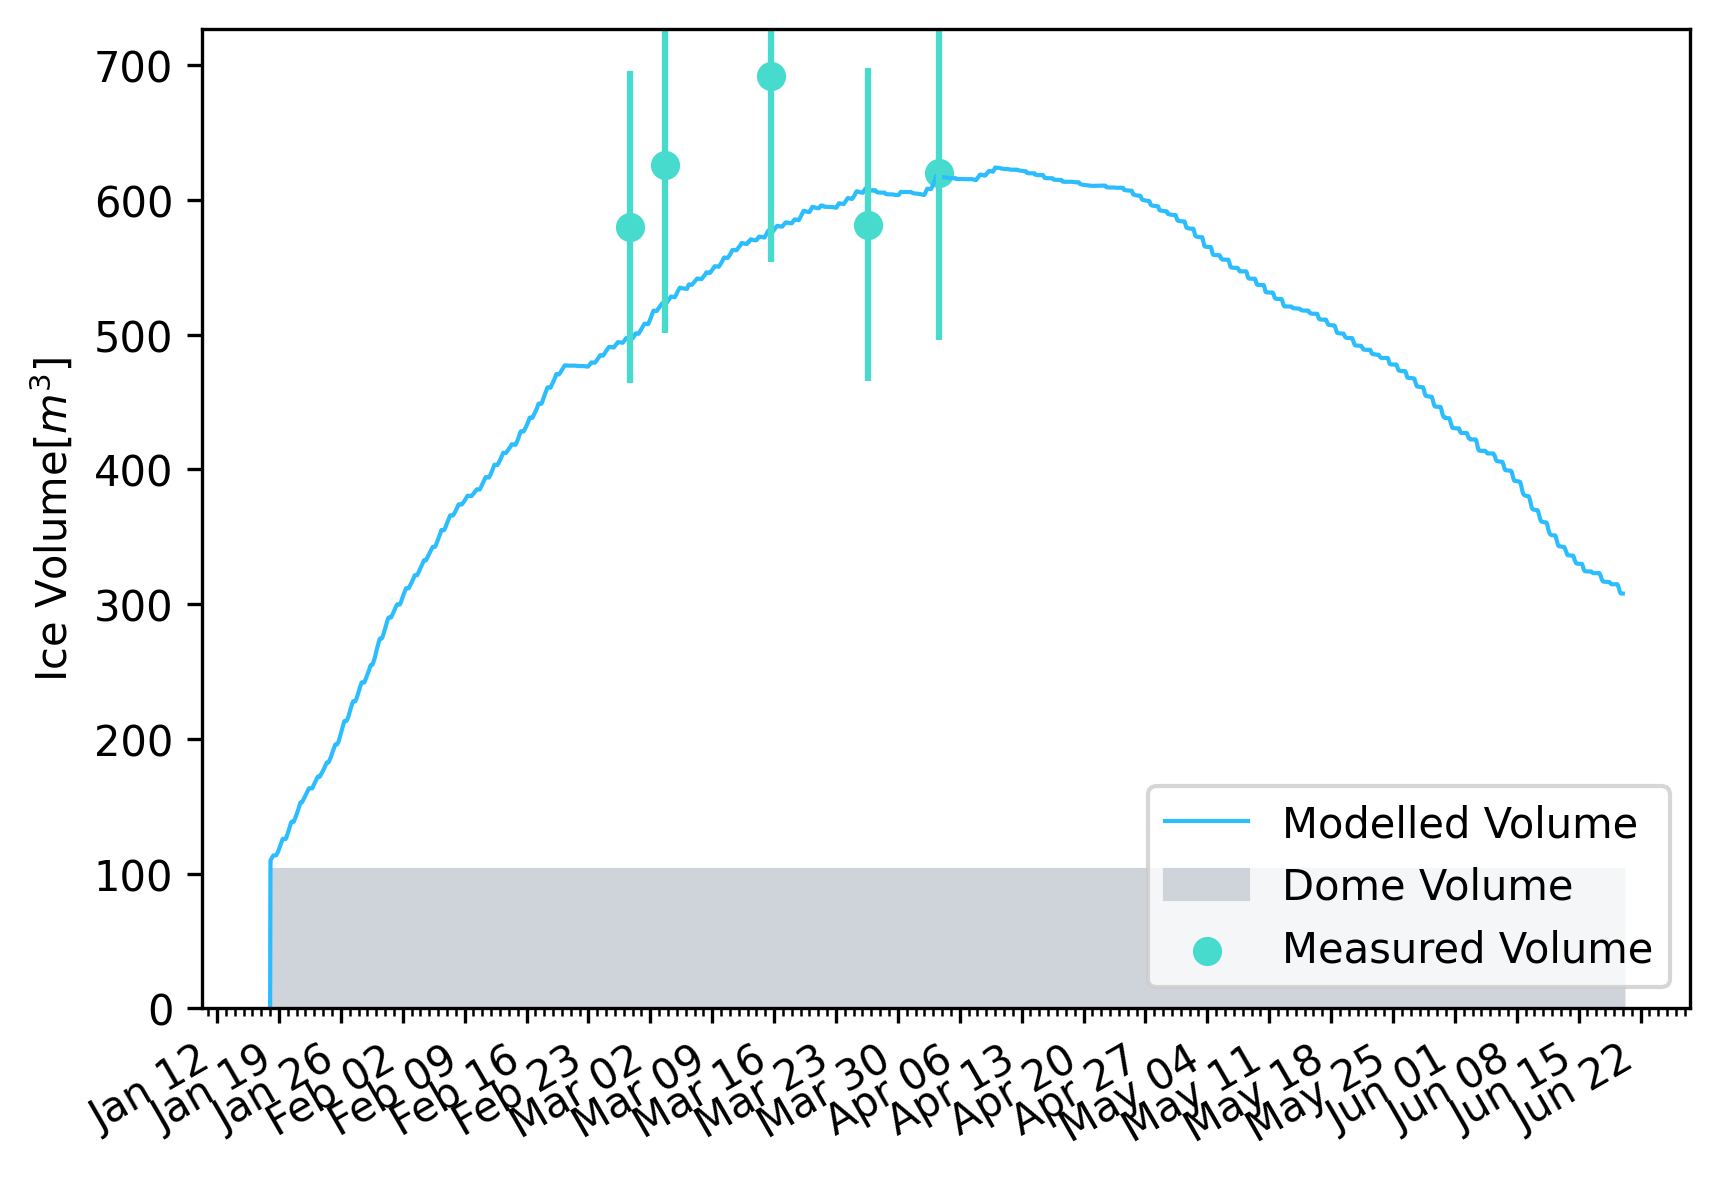 700
600
500
400
300
200
100
0
Ice Volume[m³]
Modelled Volume
Dome Volume
Measured Volume
Jan 12
Jan 19
Jan 26
Feb 02
Feb 09
Feb 16
Feb 23
Mar 02
Mar 09
Mar 16
Mar 23
Mar 30
Apr 06
Apr 13
Apr 20
Apr 27
May 04
May 11
May 18
May 25
Jun 01
Jun 08
Jun 15
Jun 22